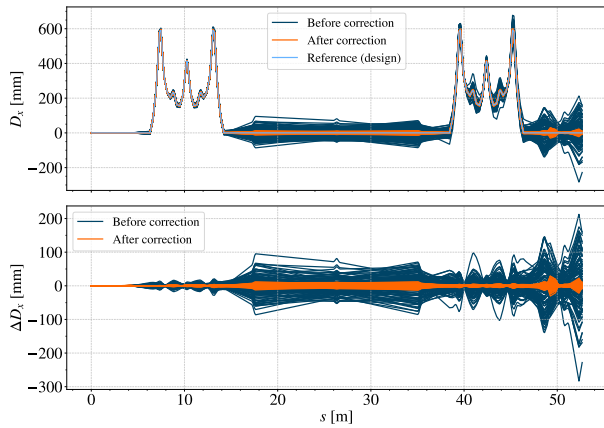 Before correction
After correction
Reference (design)
600
400
200
0
−200
D_x [mm]
Before correction
After correction
200
100
0
−100
−200
−300
ΔD_x [mm]
0
10
20
30
40
50
s [m]